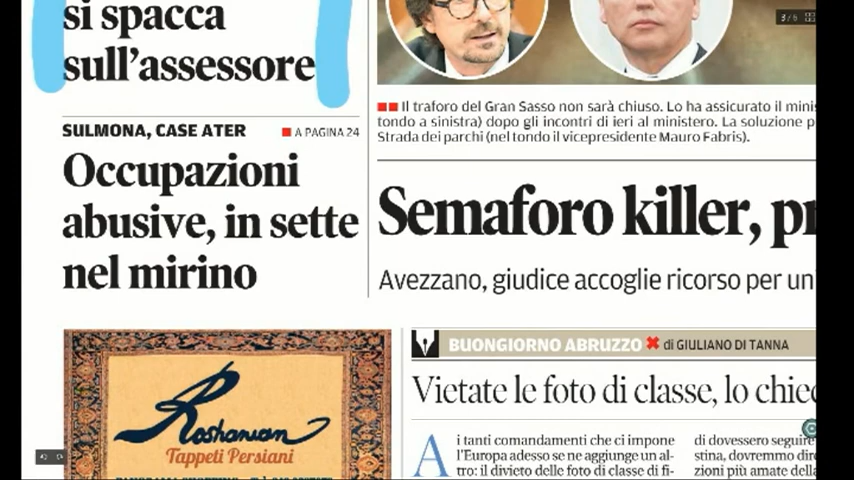 si spacca
sull'assessore
SULMONA, CASE ATER
A PAGINA 24
Occupazioni
abusive, in sette
nel mirino
3 / 6
Il traforo del Gran Sasso non sarà chiuso. Lo ha assicurato il minis
tondo a sinistra) dopo gli incontri di ieri al ministero. La soluzione p
Strada dei parchi (nel tondo il vicepresidente Mauro Fabris).
Semaforo killer, pr
Avezzano, giudice accoglie ricorso per un'
Roshanian
Tappeti Persiani
BUONGIORNO ABRUZZO di GIULIANO DI TANNA
Vietate le foto di classe, lo chied
Ai tanti comandamenti che ci impone
l'Europa adesso se ne aggiunge un al-
tro: il divieto delle foto di classe di fi-
di dovessero seguire
stina, dovremmo dire
zioni più amate della